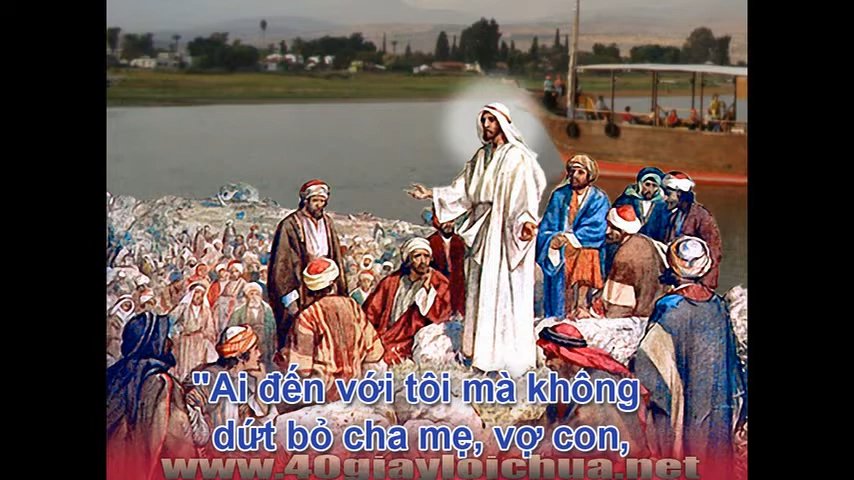 "Ai đến với tôi mà không
dứt bỏ cha mẹ, vợ con,
www.40giayloichua.net